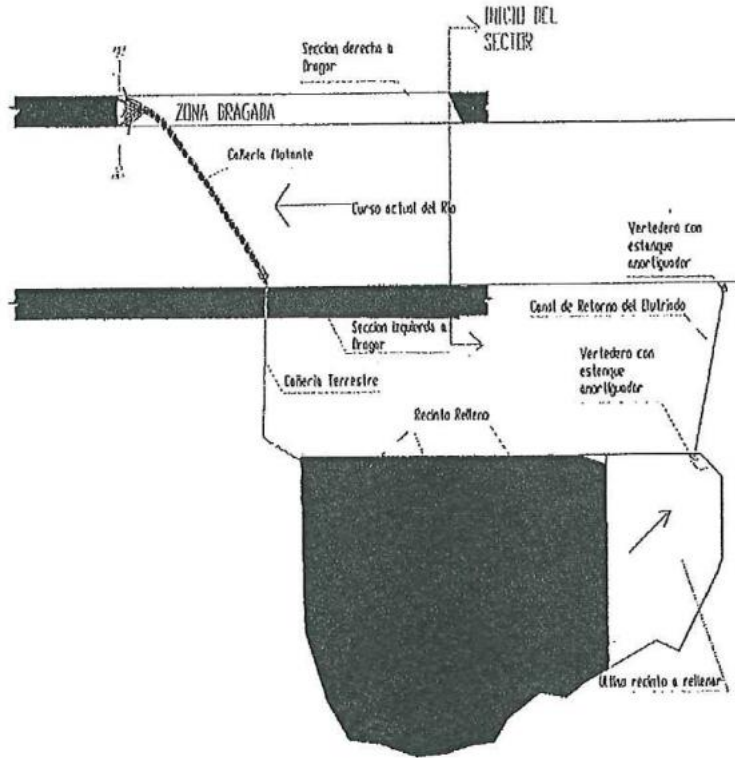 INICIO DEL
SECTOR
Seccion derecha a
Dragar
ZONA DRAGADA
Cañeria flotante
Curso actual del Rio
Vertedero con
estanque
amortiguador
Canal de Retorno del Elutriado
Seccion izquierda a
Dragar
Vertedero con
estanque
amortiguador
Cañeria Terrestre
Recinto Relleno
Ultimo recinto a rellenar